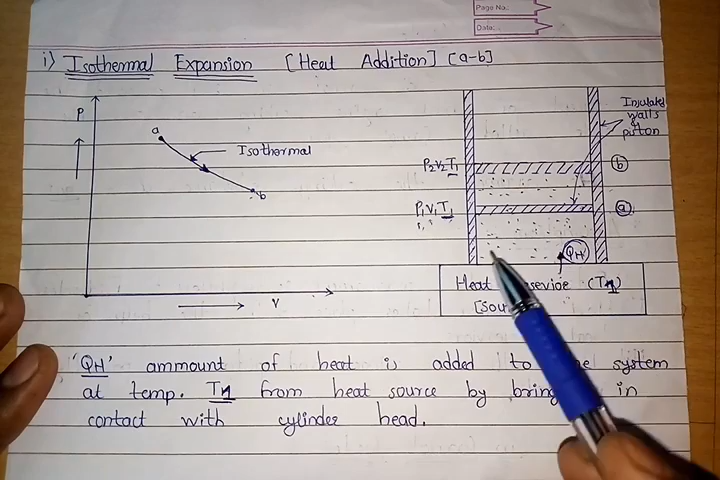 Page No.
Date:
i) Isothermal Expansion [Heat Addition] [a-b]
P
a
Isothermal
b
V
Insulated
walls
piston
P2V2T1
b
P1V1T1
a
QH
Heat (T1)
'QH' ammount of heat is added to system
at temp. T1 from heat source by in
contact with cylinder head.